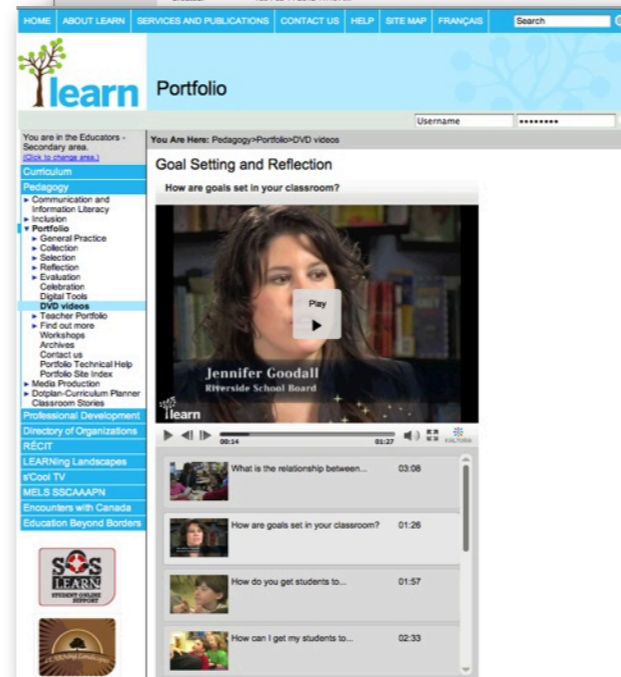 HOME
ABOUT LEARN
SERVICES AND PUBLICATIONS
CONTACT US
HELP
SITE MAP
FRANÇAIS
Search
learn
Portfolio
Username
You are in the Educators -
Secondary area.
(Click to change area.)
Curriculum
Pedagogy
Communication and
Information Literacy
Inclusion
Portfolio
General Practice
Collection
Selection
Reflection
Evaluation
Celebration
Digital Tools
DVD videos
Teacher Portfolio
Find out more
Workshops
Archives
Contact us
Portfolio Technical Help
Portfolio Site Index
Media Production
Dotplan-Curriculum Planner
Classroom Stories
Professional Development
Directory of Organizations
RÉCIT
LEARNing Landscapes
s'Cool TV
MELS SSCAAAPN
Encounters with Canada
Education Beyond Borders
SOS
LEARN
STUDENT ONLINE
SUPPORT
LEARNing Landscapes
You Are Here: Pedagogy>Portfolio>DVD videos
Goal Setting and Reflection
How are goals set in your classroom?
Play
Jennifer Goodall
Riverside School Board
learn
00:14
01:27
KALTURA
What is the relationship between... 03:08
How are goals set in your classroom? 01:26
How do you get students to... 01:57
How can I get my students to... 02:33